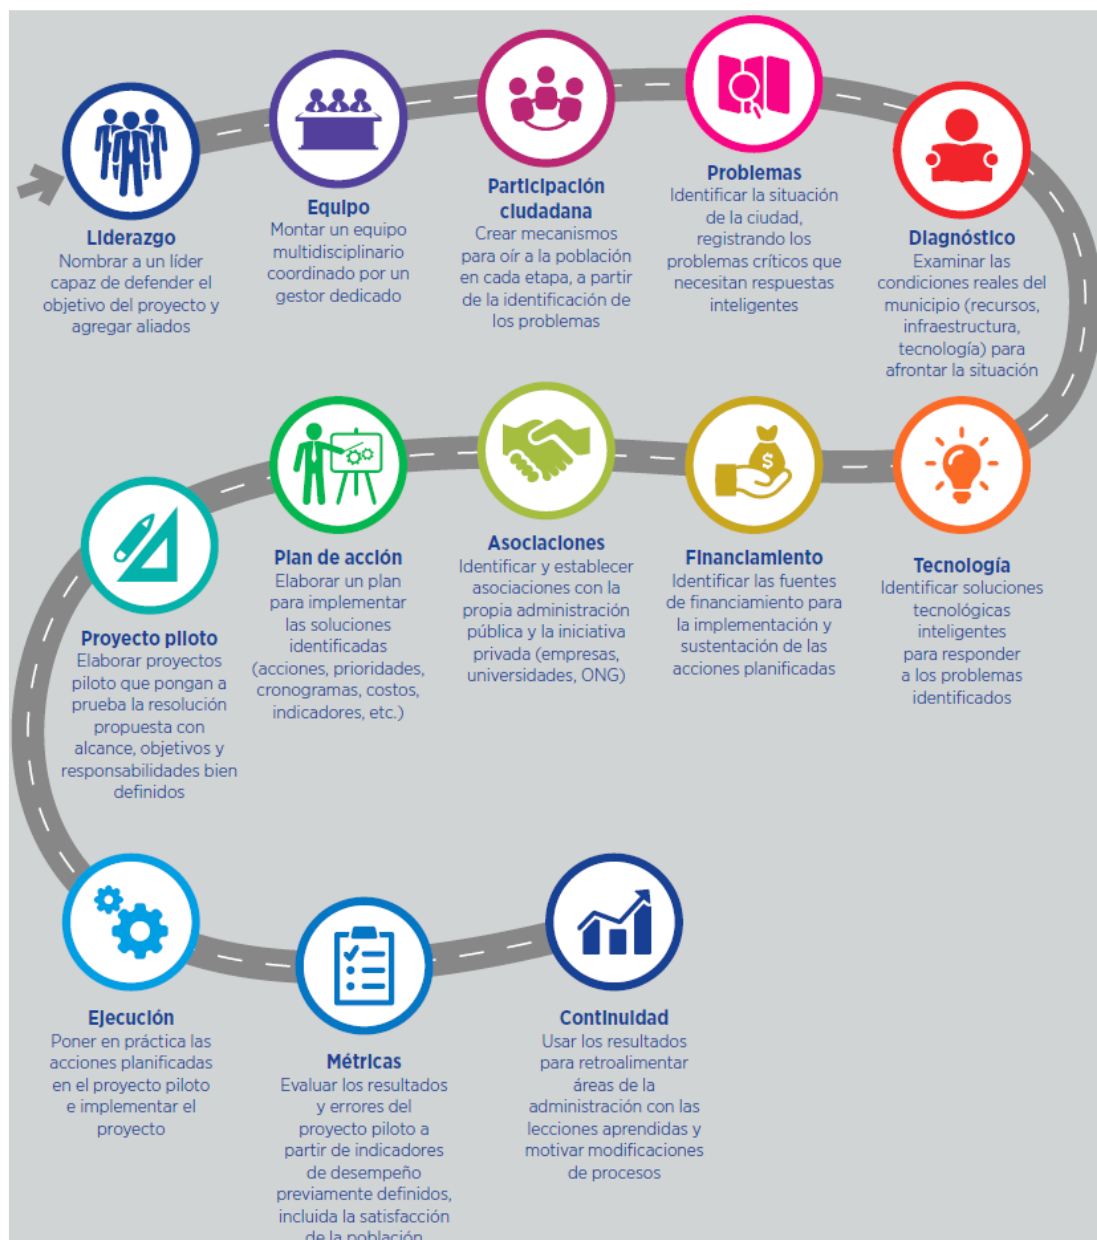 Liderazgo
Nombrar a un líder
capaz de defender el
objetivo del proyecto y
agregar aliados
Equipo
Montar un equipo
multidisciplinario
coordinado por un
gestor dedicado
Participación
ciudadana
Crear mecanismos
para oír a la población
en cada etapa, a partir
de la identificación de
los problemas
Problemas
Identificar la situación
de la ciudad,
registrando los
problemas críticos que
necesitan respuestas
inteligentes
Diagnóstico
Examinar las
condiciones reales del
municipio (recursos,
infraestructura,
tecnología) para
afrontar la situación
Tecnología
Identificar soluciones
tecnológicas
inteligentes
para responder
a los problemas
identificados
Financiamiento
Identificar las fuentes
de financiamiento para
la implementación y
sustentación de las
acciones planificadas
$
Asociaciones
Identificar y establecer
asociaciones con la
propia administración
pública y la iniciativa
privada (empresas,
universidades, ONG)
Plan de acción
Elaborar un plan
para implementar
las soluciones
identificadas
(acciones, prioridades,
cronogramas, costos,
indicadores, etc.)
Proyecto piloto
Elaborar proyectos
piloto que pongan a
prueba la resolución
propuesta con
alcance, objetivos y
responsabilidades bien
definidos
Ejecución
Poner en práctica las
acciones planificadas
en el proyecto piloto
e implementar el
proyecto
Métricas
Evaluar los resultados
y errores del
proyecto piloto a
partir de indicadores
de desempeño
previamente definidos,
incluida la satisfacción
de la población
Continuidad
Usar los resultados
para retroalimentar
áreas de la
administración con las
lecciones aprendidas y
motivar modificaciones
de procesos